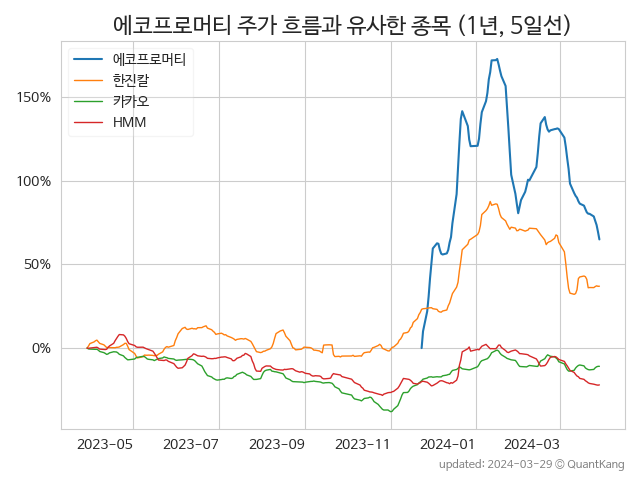 에코프로머티 주가 흐름과 유사한 종목 (1년, 5일선)
에코프로머티
한진칼
카카오
HMM
150%
100%
50%
0%
2023-05 2023-07 2023-09 2023-11 2024-01 2024-03
updated: 2024-03-29 © QuantKang